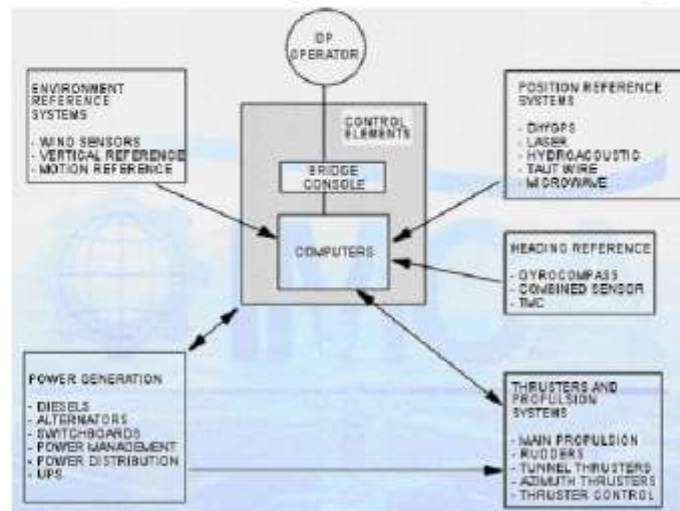 DP
OPERATOR
ENVIRONMENT
REFERENCE
SYSTEMS
- WIND SENSORS
- VERTICAL REFERENCE
- MOTION REFERENCE
CONTROL
ELEMENTS
BRIDGE
CONSOLE
COMPUTERS
POSITION REFERENCE
SYSTEMS
- DiffGPS
- LASER
- HYDROACOUSTIC
- TAUT WIRE
- MICROWAVE
HEADING REFERENCE
- GYROCOMPASS
- COMBINED SENSOR
- TMC
POWER GENERATION
- DIESELS
- ALTERNATORS
- SWITCHBOARDS
- POWER MANAGEMENT
- POWER DISTRIBUTION
- UPS
THRUSTERS AND
PROPULSION
SYSTEMS
- MAIN PROPULSION
- RUDDERS
- TUNNEL THRUSTERS
- AZIMUTH THRUSTERS
- THRUSTER CONTROL
IMCA